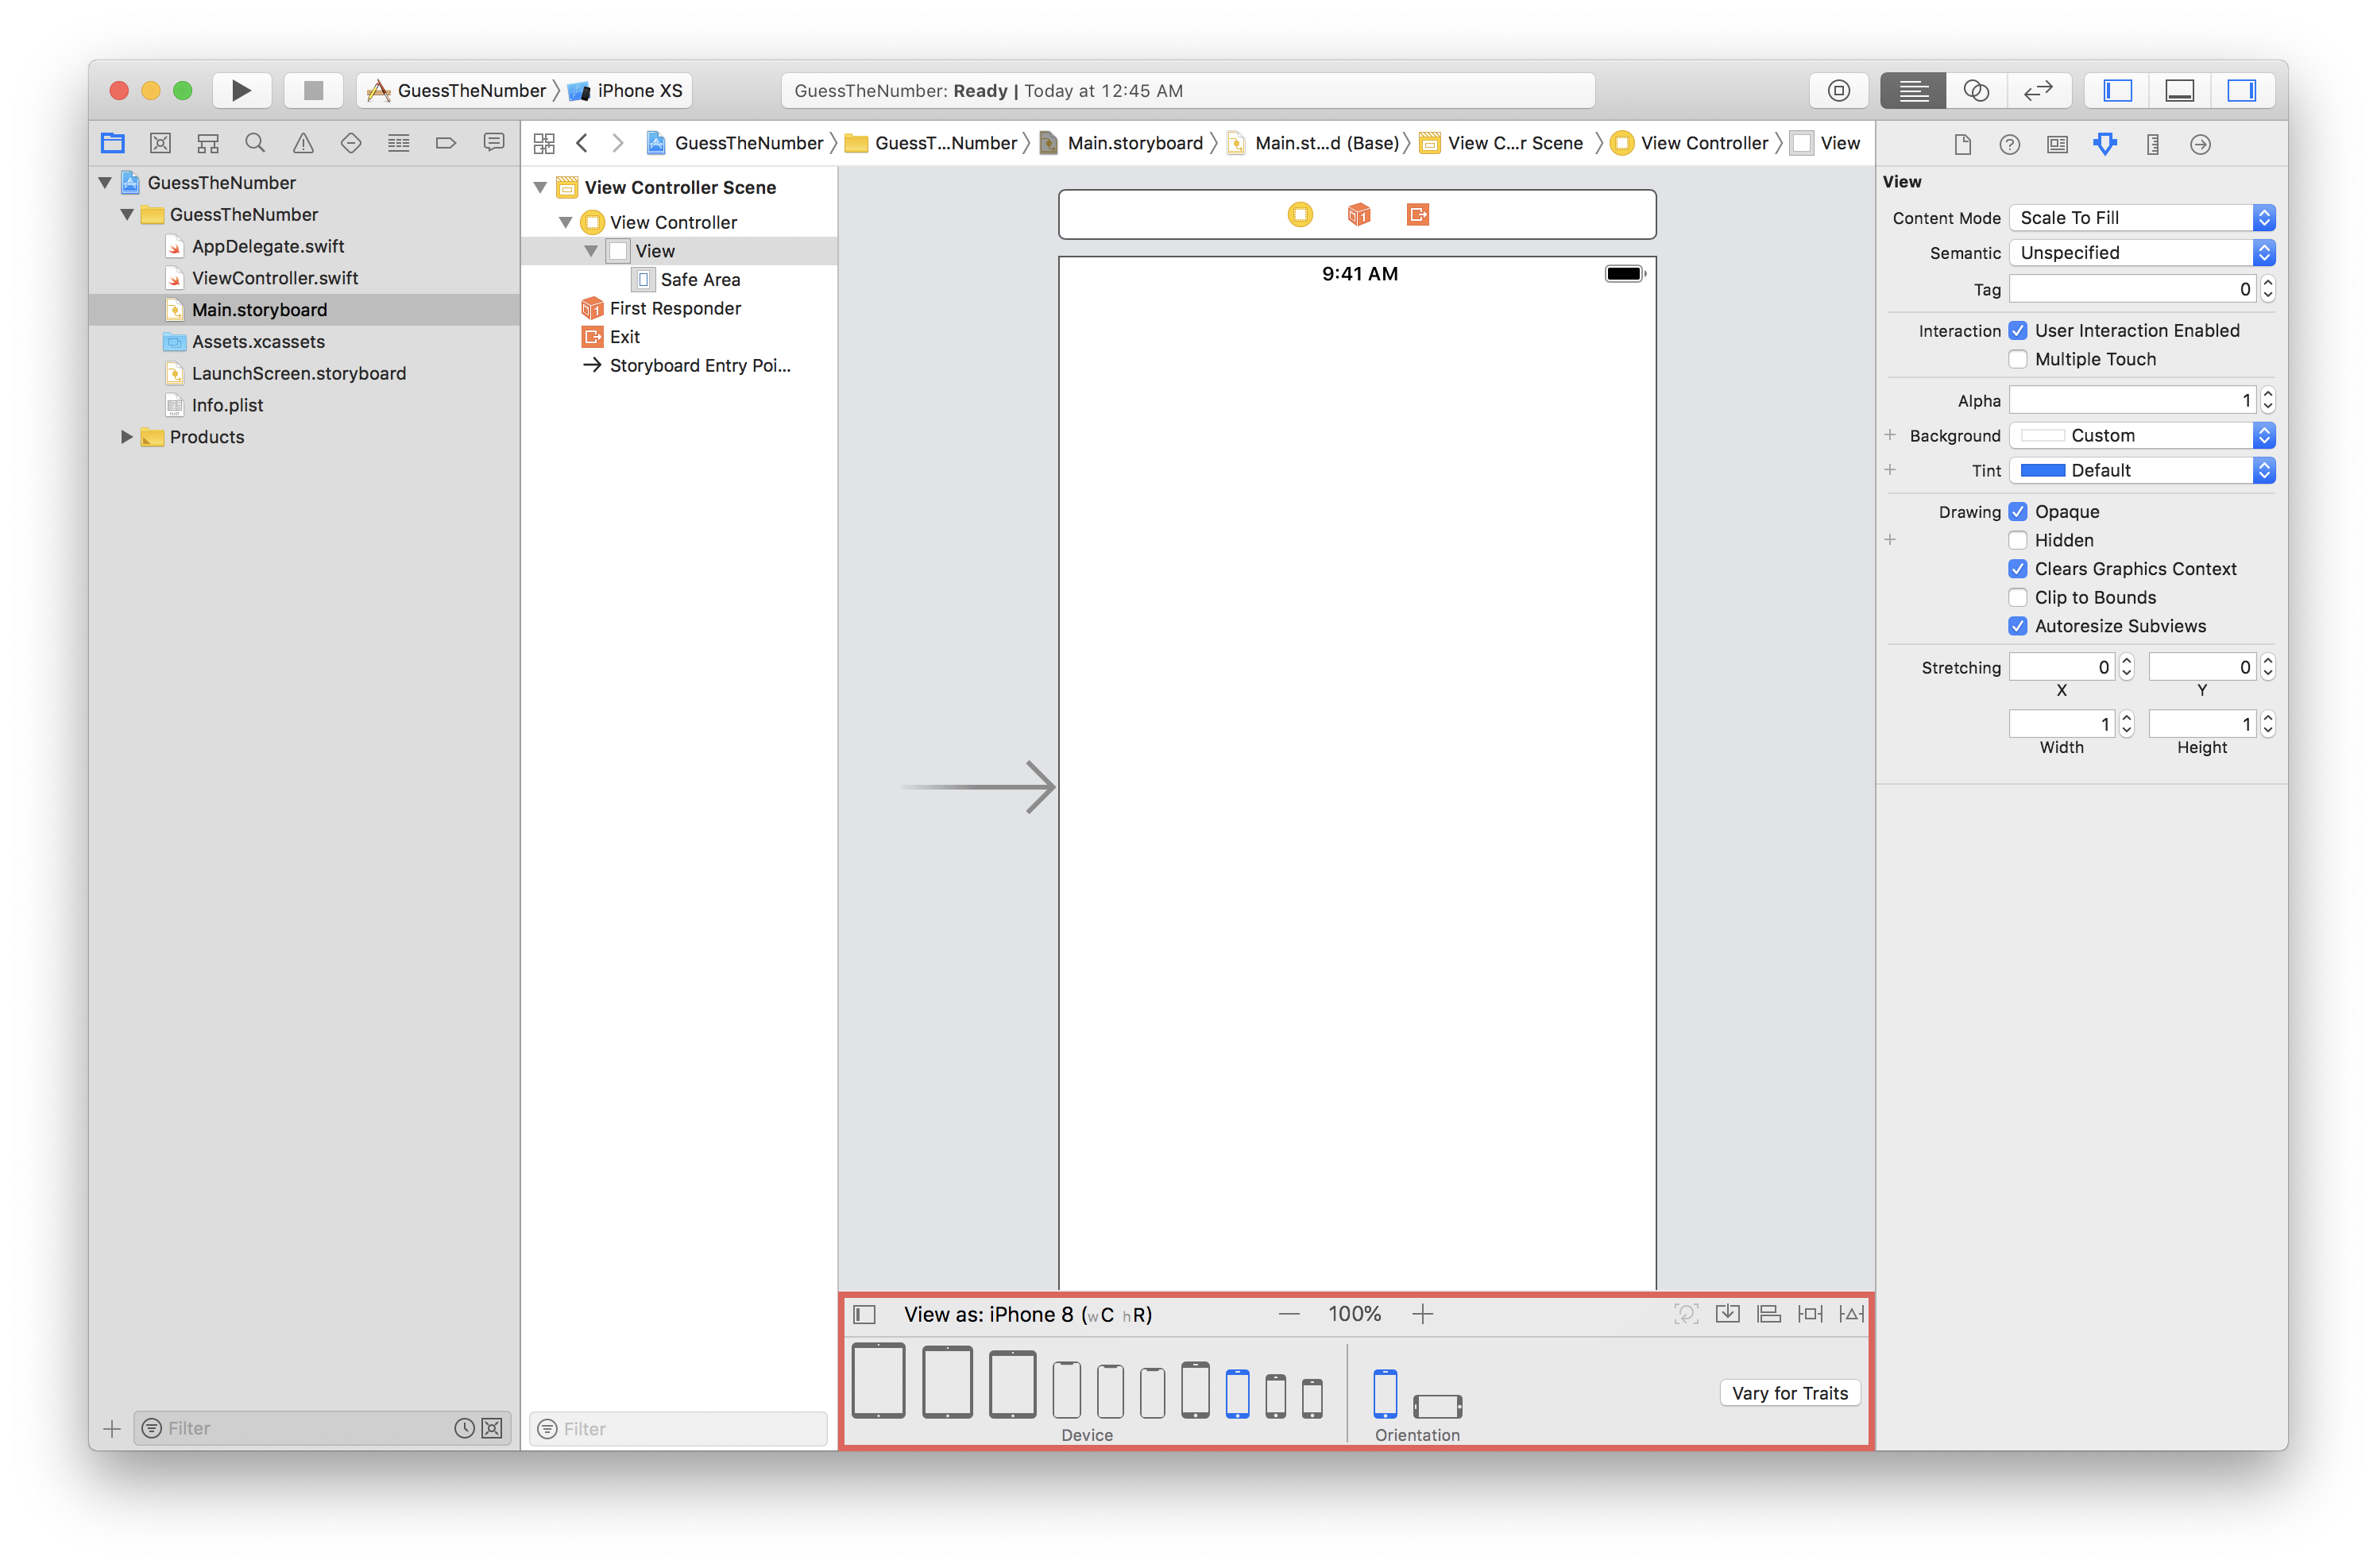 GuessTheNumber iPhone XS
GuessTheNumber: Ready | Today at 12:45 AM
GuessTheNumber GuessT...Number Main.storyboard Main.st...d (Base) View C...r Scene View Controller View
GuessTheNumber
GuessTheNumber
AppDelegate.swift
ViewController.swift
Main.storyboard
Assets.xcassets
LaunchScreen.storyboard
Info.plist
Products
Filter
View Controller Scene
View Controller
View
Safe Area
First Responder
Exit
Storyboard Entry Poi...
Filter
9:41 AM
View as: iPhone 8 (wC hR)
100%
Device
Orientation
Vary for Traits
View
Content Mode Scale To Fill
Semantic Unspecified
Tag 0
Interaction User Interaction Enabled
Multiple Touch
Alpha 1
Background Custom
Tint Default
Drawing Opaque
Hidden
Clears Graphics Context
Clip to Bounds
Autoresize Subviews
Stretching 0 0
X Y
1 1
Width Height